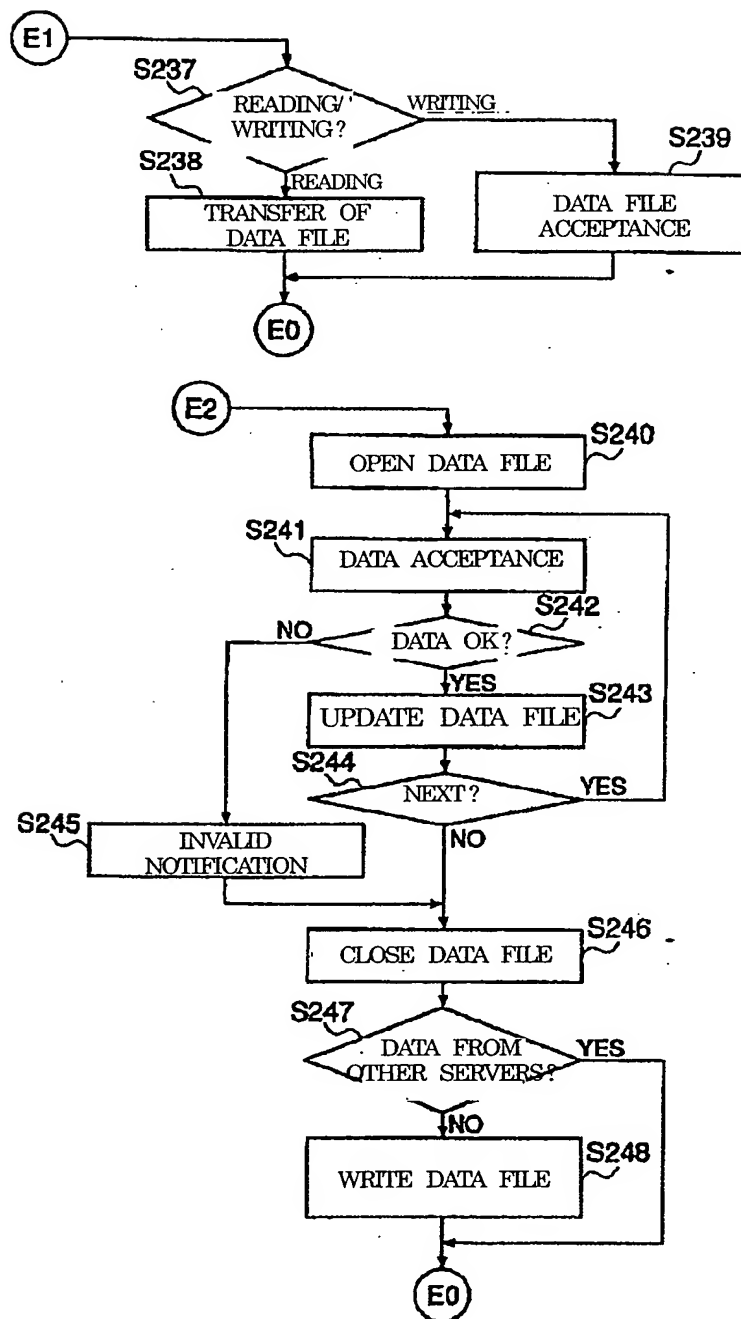 E1
S237
READING/
WRITING?
WRITING
S239
S238
READING
TRANSFER OF
DATA FILE
DATA FILE
ACCEPTANCE
E0
E2
S240
OPEN DATA FILE
S241
DATA ACCEPTANCE
S242
NO
DATA OK?
YES
S243
UPDATE DATA FILE
S244
NEXT?
YES
S245
NO
INVALID
NOTIFICATION
S246
CLOSE DATA FILE
S247
DATA FROM
OTHER SERVERS?
YES
NO
S248
WRITE DATA FILE
E0